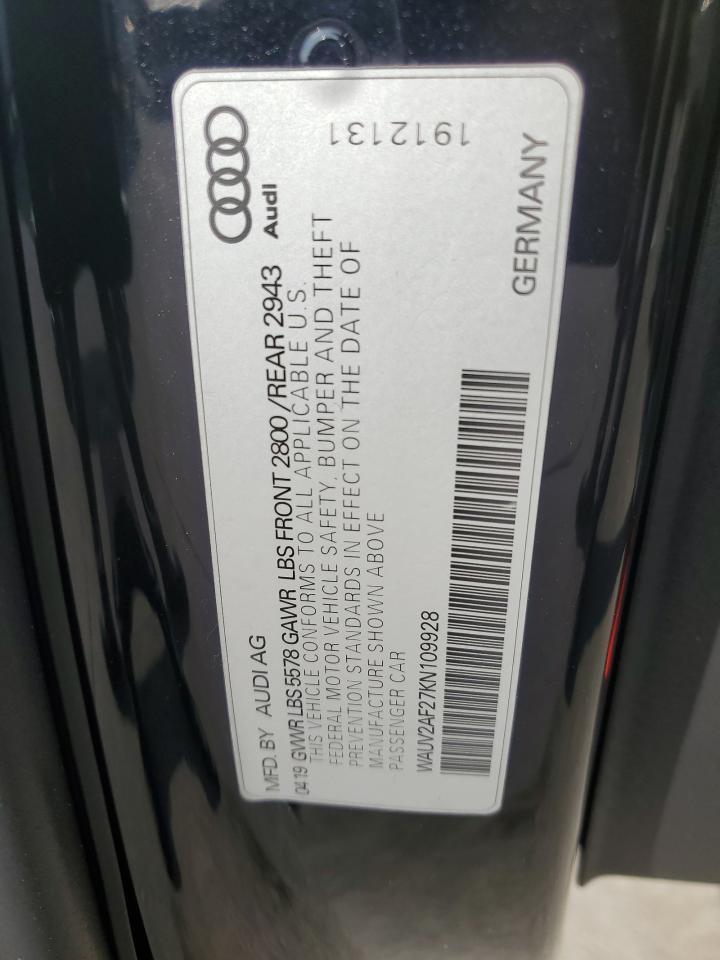 MFD. BY AUDI AG
Audi
04 19 GVWR LBS 5578 GAWR LBS FRONT 2800 /REAR 2943
THIS VEHICLE CONFORMS TO ALL APPLICABLE U.S.
FEDERAL MOTOR VEHICLE SAFETY, BUMPER AND THEFT
PREVENTION STANDARDS IN EFFECT ON THE DATE OF
MANUFACTURE SHOWN ABOVE
PASSENGER CAR
1912131
WAUV2AF27KN109928
GERMANY